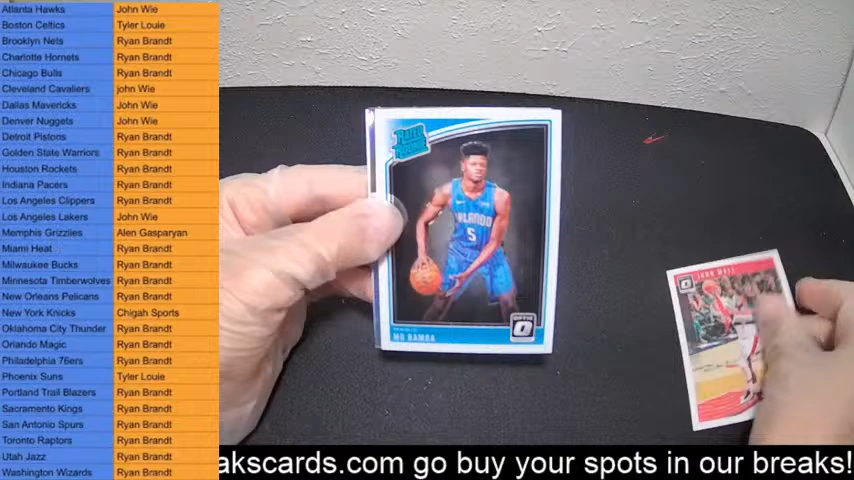 Atlanta Hawks John Wie
Boston Celtics Tyler Louie
Brooklyn Nets Ryan Brandt
Charlotte Hornets Ryan Brandt
Chicago Bulls Ryan Brandt
Cleveland Cavaliers john Wie
Dallas Mavericks John Wie
Denver Nuggets John Wie
Detroit Pistons Ryan Brandt
Golden State Warriors Ryan Brandt
Houston Rockets Ryan Brandt
Indiana Pacers Ryan Brandt
Los Angeles Clippers Ryan Brandt
Los Angeles Lakers John Wie
Memphis Grizzlies Alen Gasparyan
Miami Heat Ryan Brandt
Milwaukee Bucks Ryan Brandt
Minnesota Timberwolves Ryan Brandt
New Orleans Pelicans Ryan Brandt
New York Knicks Chigah Sports
Oklahoma City Thunder Ryan Brandt
Orlando Magic Ryan Brandt
Philadelphia 76ers Ryan Brandt
Phoenix Suns Tyler Louie
Portland Trail Blazers Ryan Brandt
Sacramento Kings Ryan Brandt
San Antonio Spurs Ryan Brandt
Toronto Raptors Ryan Brandt
Utah Jazz Ryan Brandt
Washington Wizards Ryan Brandt
RATED
ROOKIE
ORLANDO
5
OPTIC
MO BAMBA
JOHN WALL
akscards.com go buy your spots in our breaks!